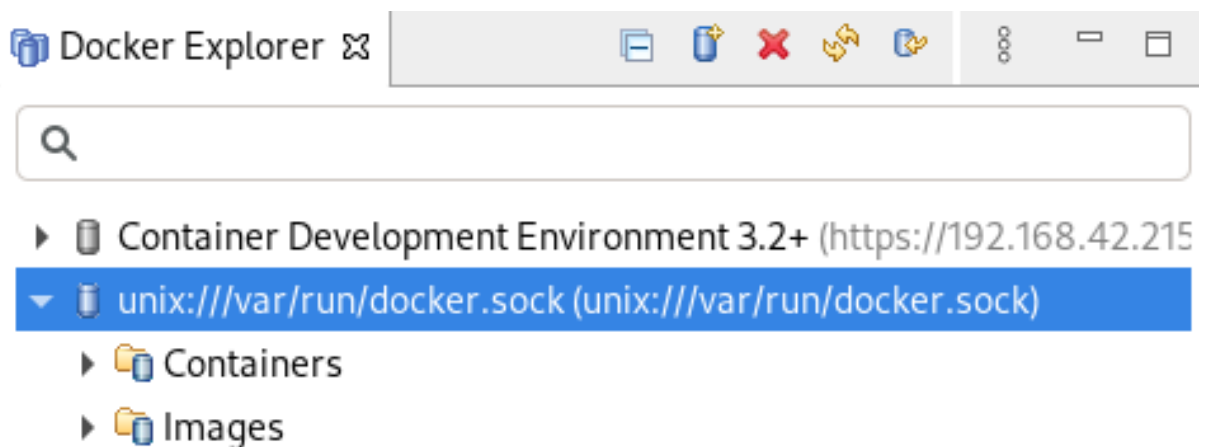 Docker Explorer
Container Development Environment 3.2+ (https://192.168.42.215
unix:///var/run/docker.sock (unix:///var/run/docker.sock)
Containers
Images